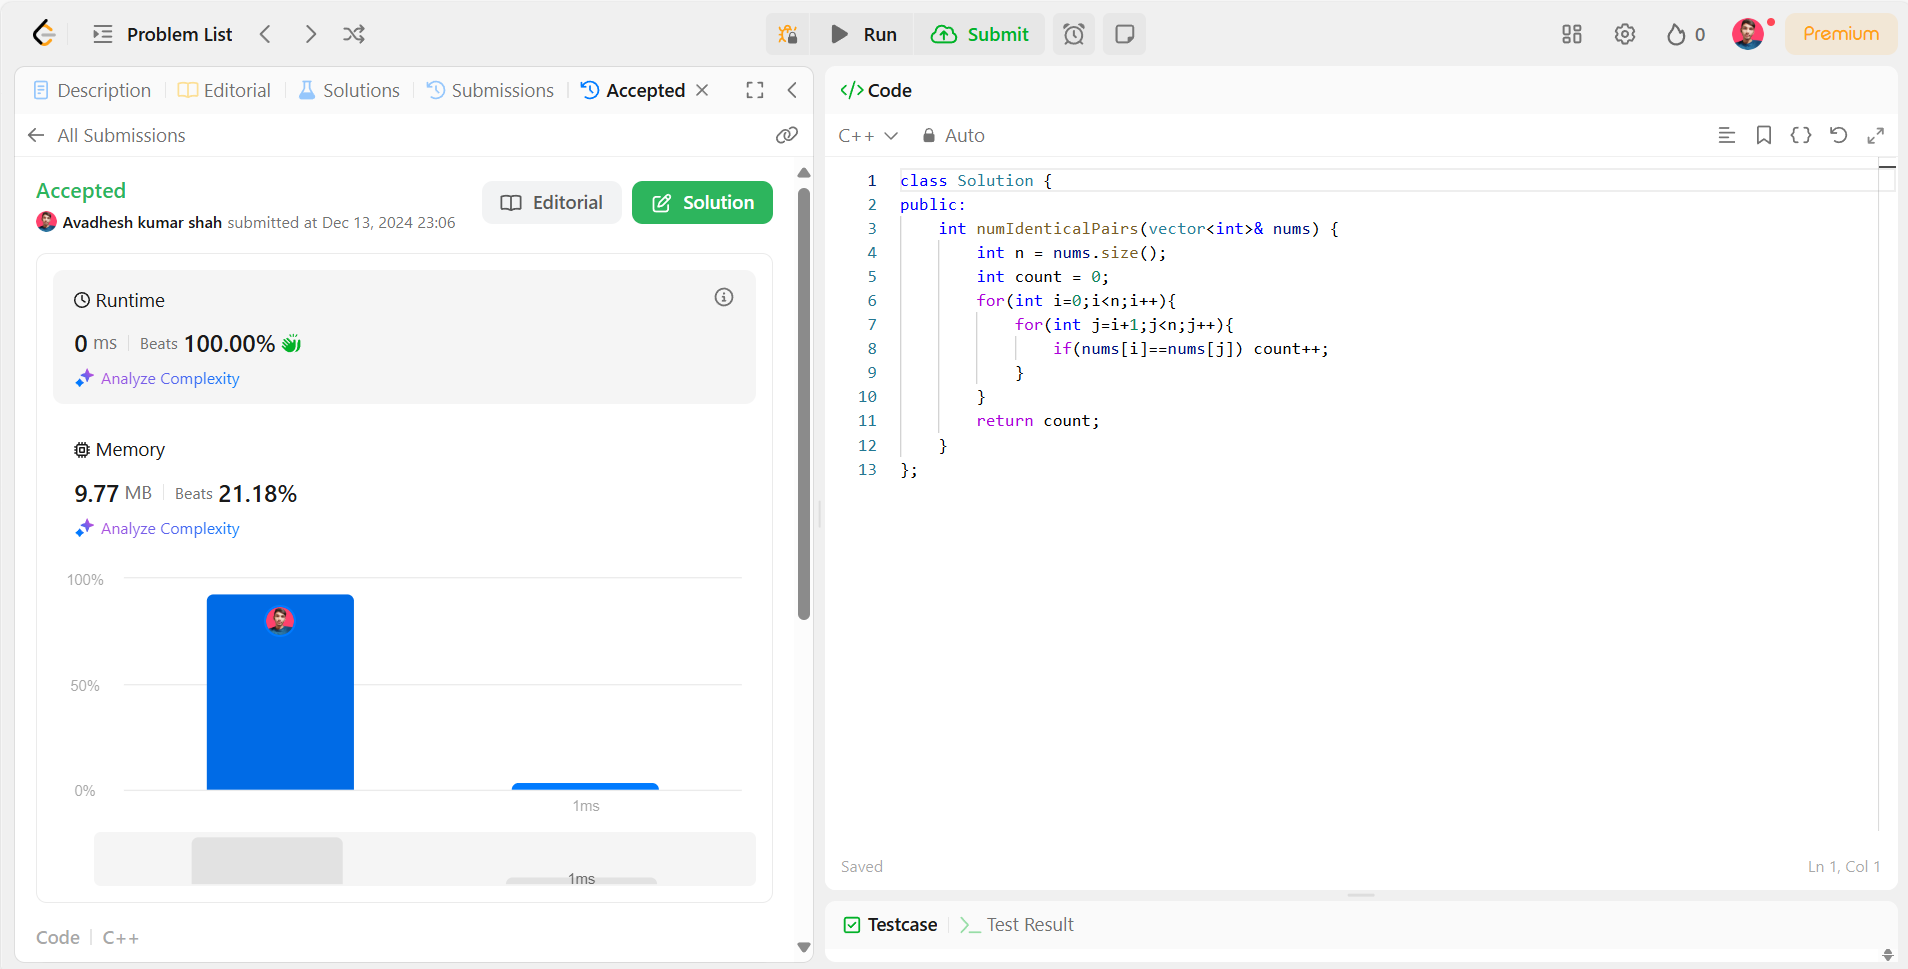 Problem List
Run
Submit
0
Premium
Description
Editorial
Solutions
Submissions
Accepted
All Submissions
Accepted
Avadhesh kumar shah submitted at Dec 13, 2024 23:06
Editorial
Solution
Runtime
0 ms
Beats 100.00%
Analyze Complexity
Memory
9.77 MB
Beats 21.18%
Analyze Complexity
100%
50%
0%
1ms
1ms
Code
C++
</> Code
C++
Auto
1 class Solution {
2 public:
3     int numIdenticalPairs(vector<int>& nums) {
4         int n = nums.size();
5         int count = 0;
6         for(int i=0;i<n;i++){
7             for(int j=i+1;j<n;j++){
8                 if(nums[i]==nums[j]) count++;
9             }
10         }
11         return count;
12     }
13 };
Saved
Ln 1, Col 1
Testcase
Test Result